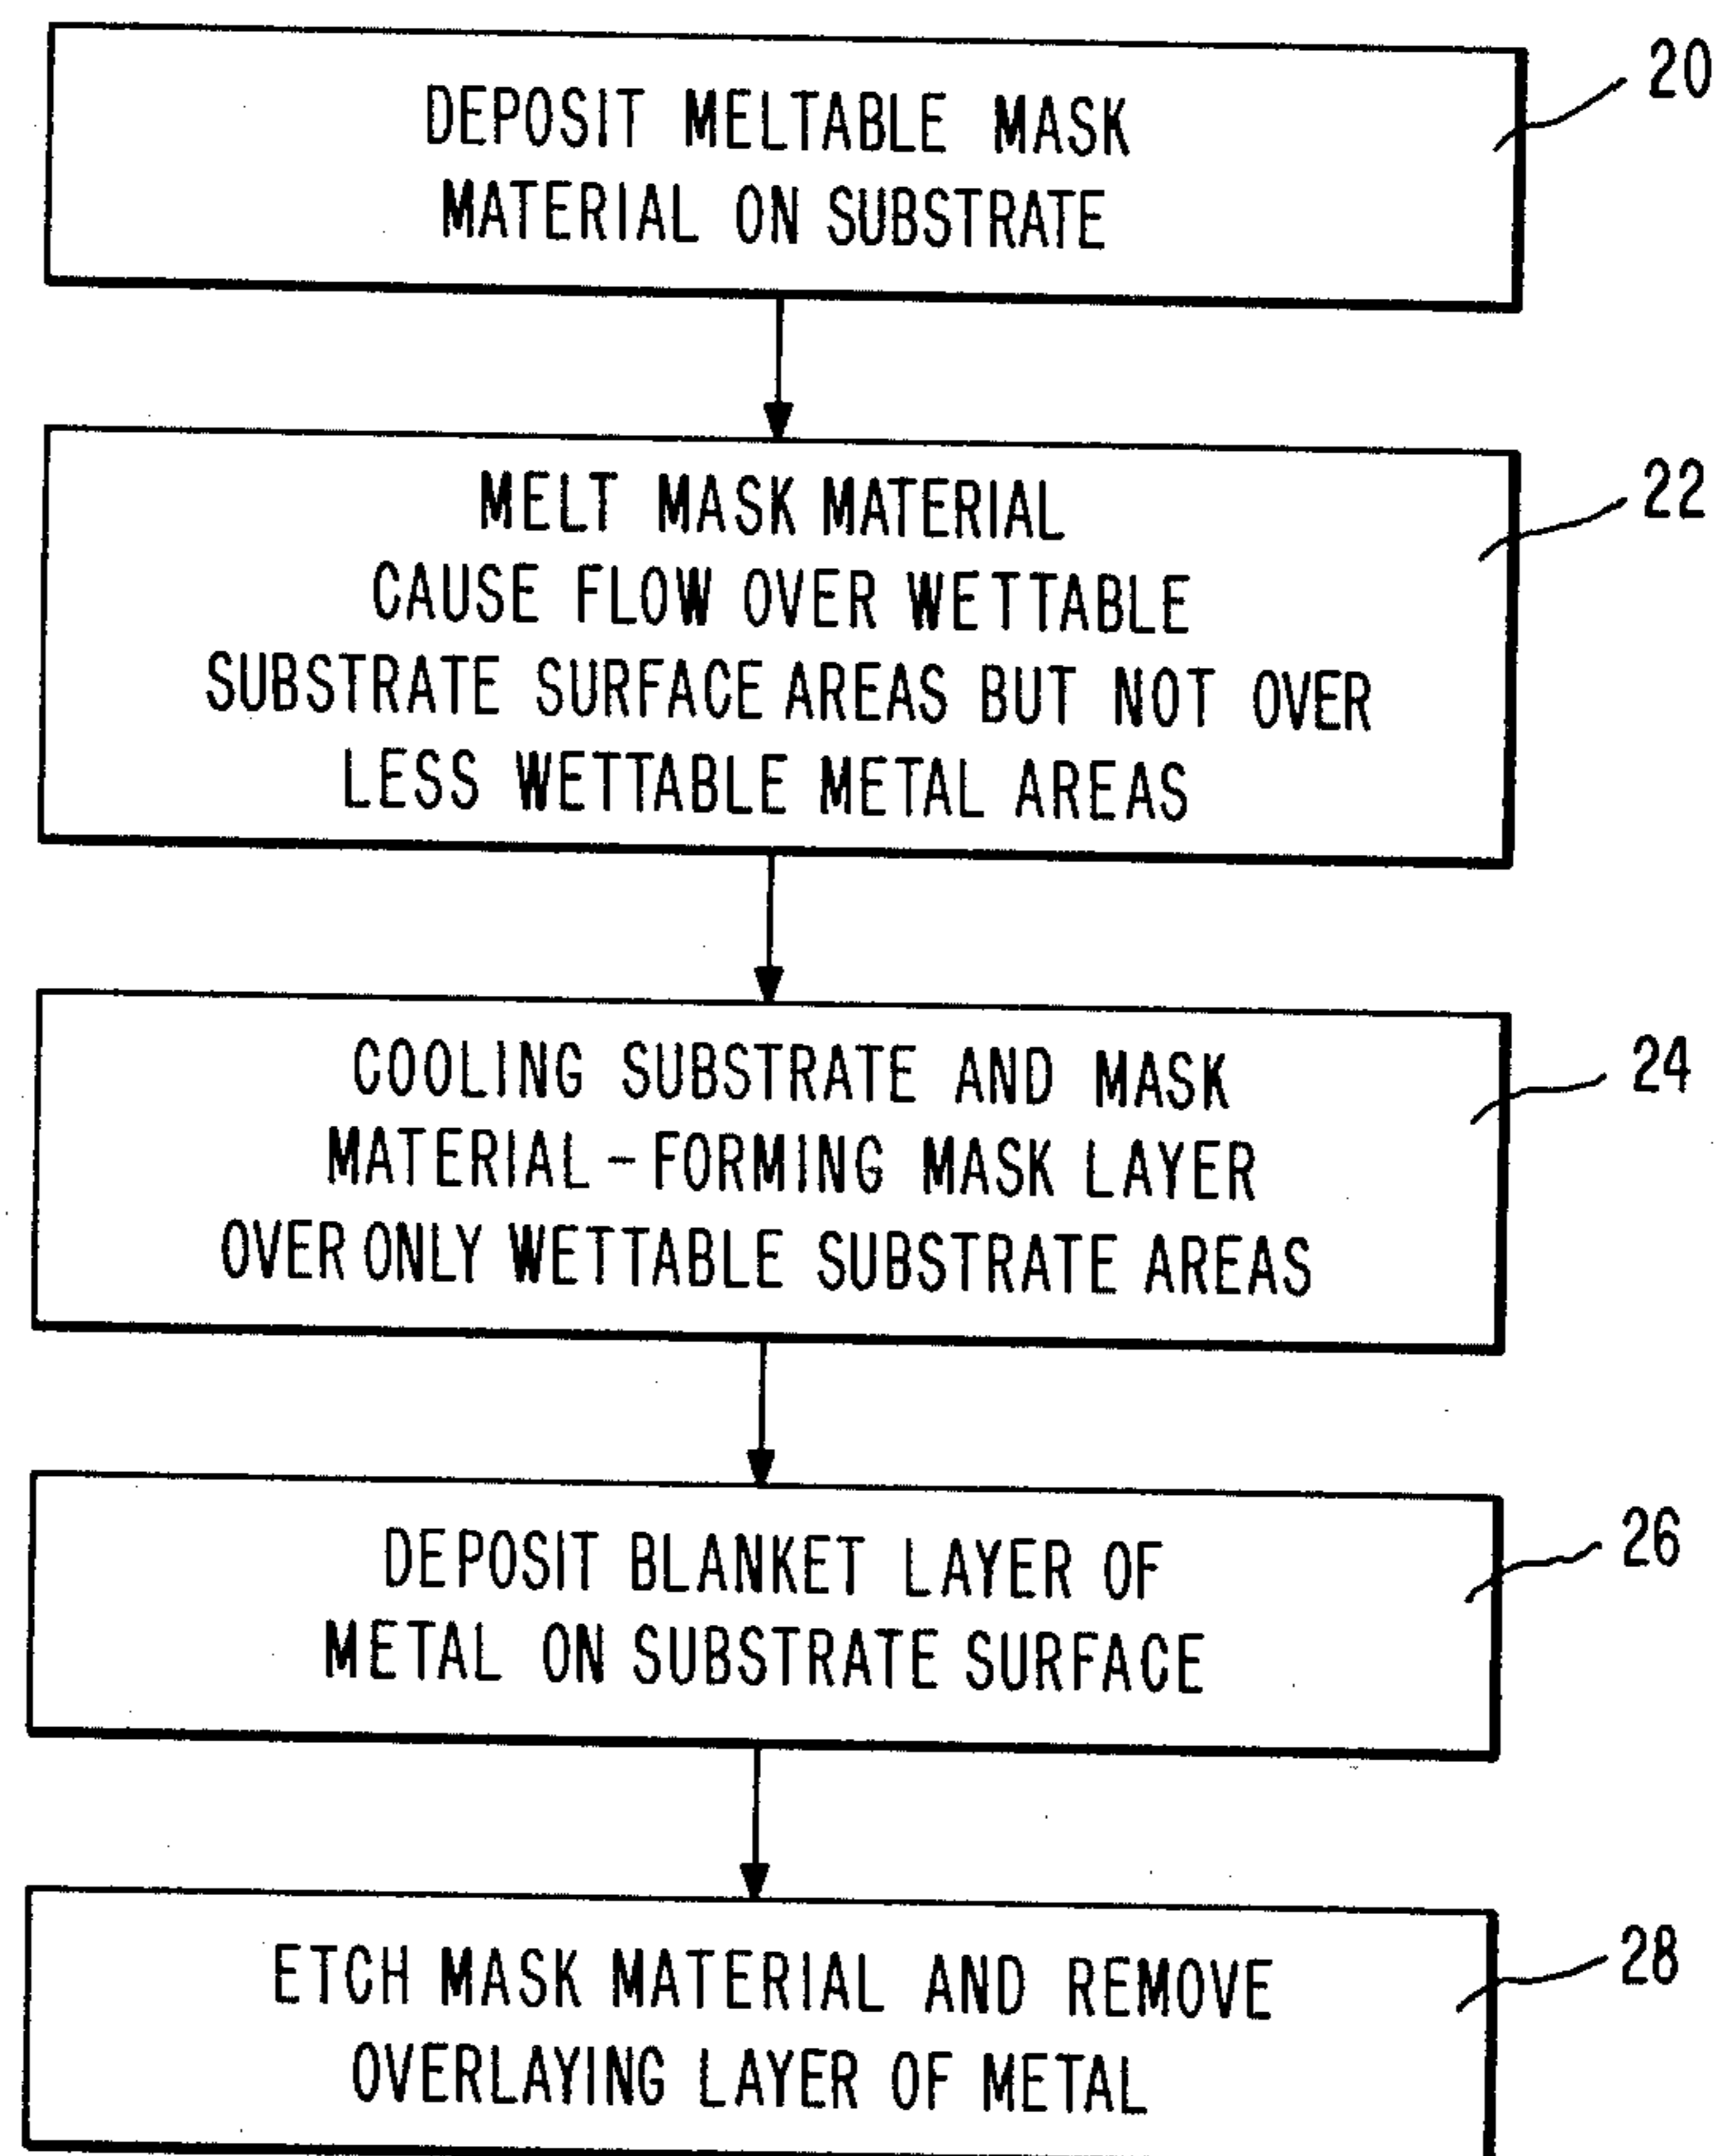 DEPOSIT MELTABLE MASK
MATERIAL ON SUBSTRATE
20
MELT MASK MATERIAL
CAUSE FLOW OVER WETTABLE
SUBSTRATE SURFACE AREAS BUT NOT OVER
LESS WETTABLE METAL AREAS
22
COOLING SUBSTRATE AND MASK
MATERIAL-FORMING MASK LAYER
OVER ONLY WETTABLE SUBSTRATE AREAS
24
DEPOSIT BLANKET LAYER OF
METAL ON SUBSTRATE SURFACE
26
ETCH MASK MATERIAL AND REMOVE
OVERLAYING LAYER OF METAL
28